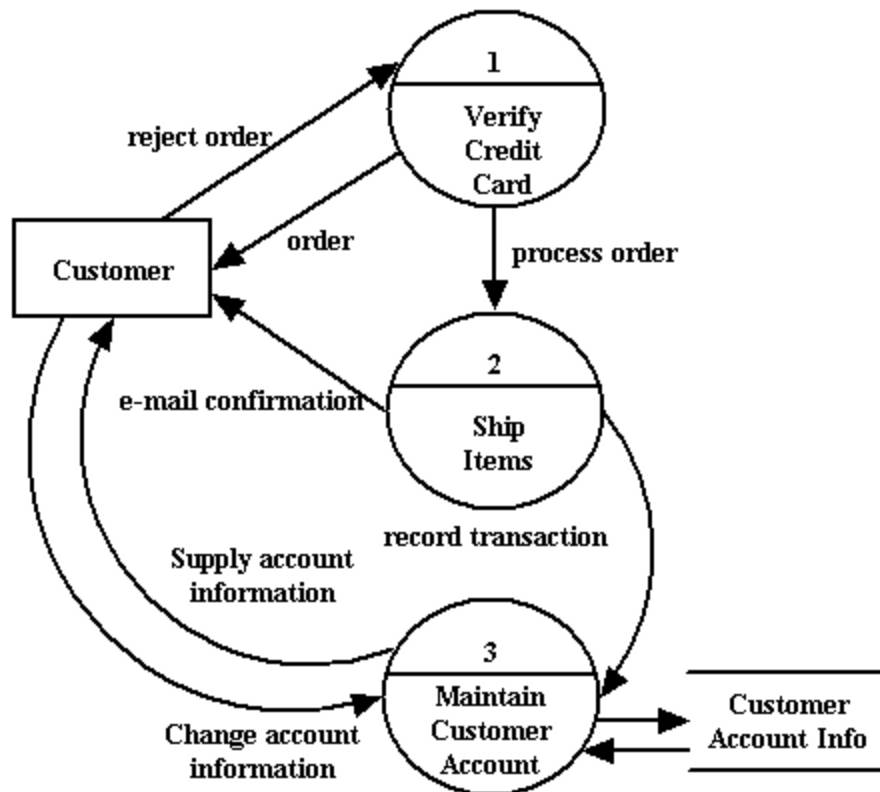 1
Verify
Credit
Card
reject order
order
process order
Customer
2
Ship
Items
e-mail confirmation
record transaction
Supply account
information
3
Maintain
Customer
Account
Customer
Account Info
Change account
information